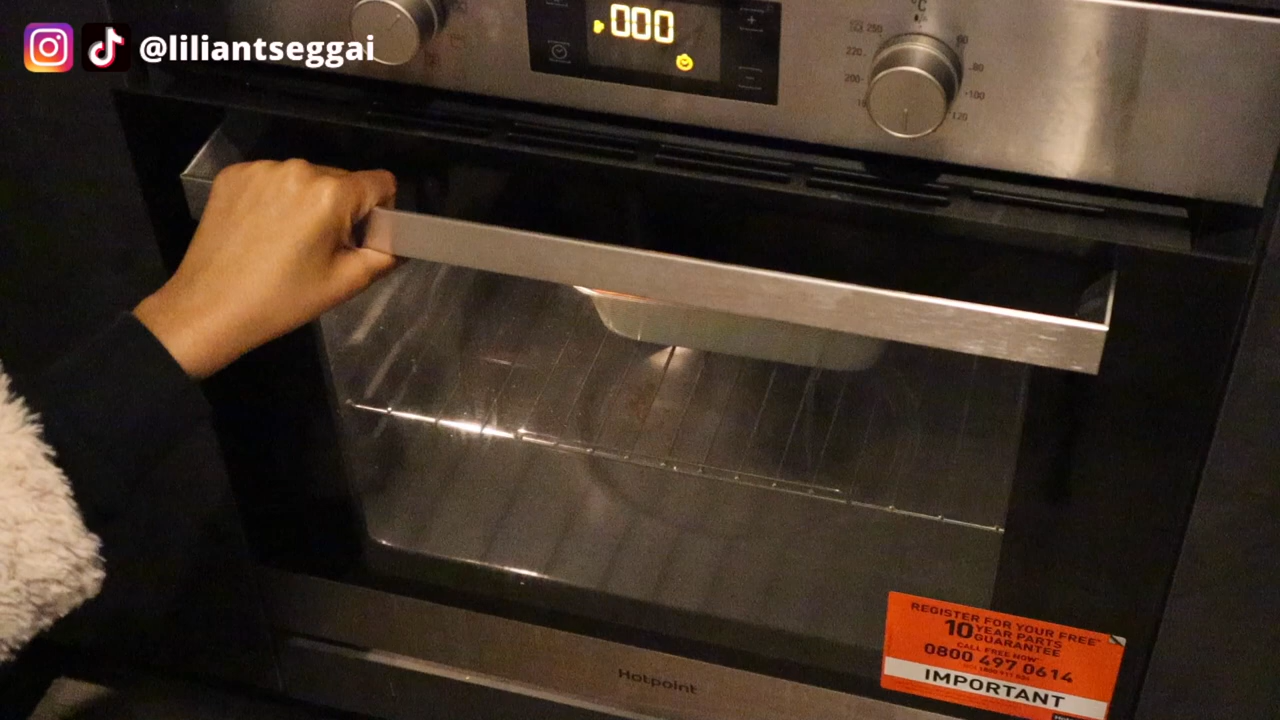 @liliantseggai
000
°C
250
60
220
80
200
100
120
REGISTER FOR YOUR FREE
10 YEAR PARTS
GUARANTEE
CALL FREE NOW
0800 497 0614
IMPORTANT
Hotpoint